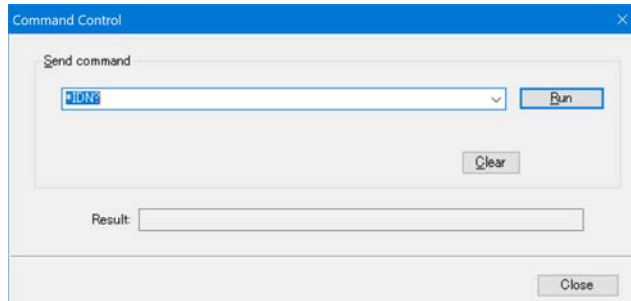 Command Control
Send command
*IDN?
Run
Clear
Result:
Close